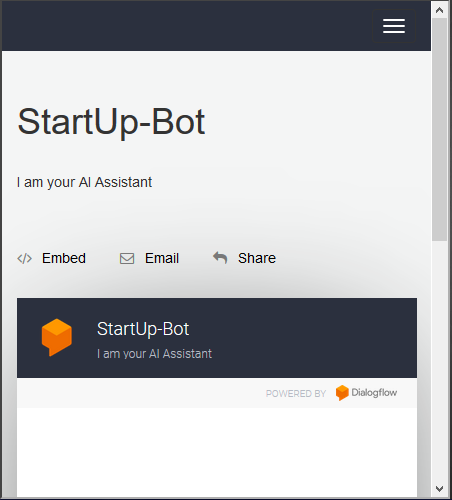 StartUp-Bot
I am your AI Assistant
Embed Email Share
StartUp-Bot
I am your AI Assistant
POWERED BY Dialogflow